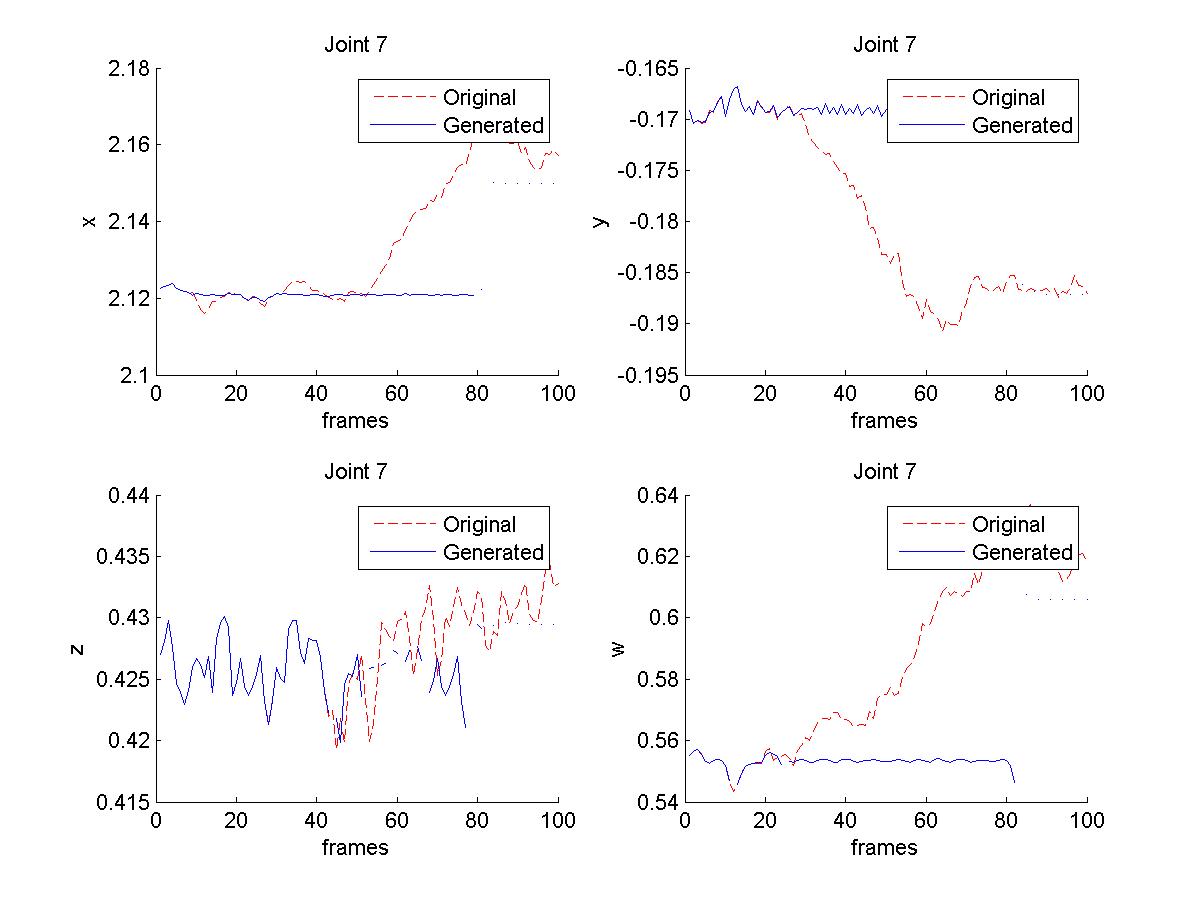 Joint 7
2.18
2.16
2.14
2.12
2.1
x
0 20 40 60 80 100
frames
Original
Generated
Joint 7
-0.165
-0.17
-0.175
-0.18
-0.185
-0.19
-0.195
y
0 20 40 60 80 100
frames
Original
Generated
Joint 7
0.44
0.435
0.43
0.425
0.42
0.415
z
0 20 40 60 80 100
frames
Original
Generated
Joint 7
0.64
0.62
0.6
0.58
0.56
0.54
w
0 20 40 60 80 100
frames
Original
Generated